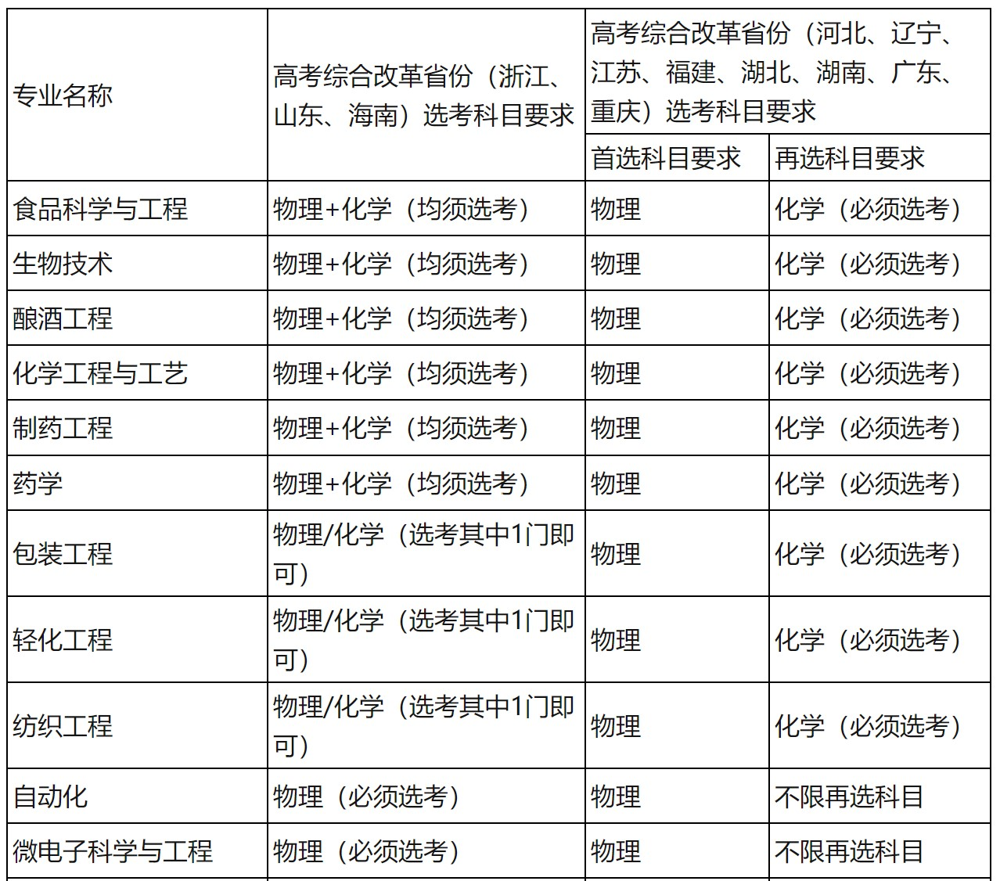 专业名称
高考综合改革省份（浙江、
山东、海南）选考科目要求
高考综合改革省份（河北、辽宁、
江苏、福建、湖北、湖南、广东、
重庆）选考科目要求
首选科目要求
再选科目要求
食品科学与工程
物理+化学（均须选考）
物理
化学（必须选考）
生物技术
物理+化学（均须选考）
物理
化学（必须选考）
酿酒工程
物理+化学（均须选考）
物理
化学（必须选考）
化学工程与工艺
物理+化学（均须选考）
物理
化学（必须选考）
制药工程
物理+化学（均须选考）
物理
化学（必须选考）
药学
物理+化学（均须选考）
物理
化学（必须选考）
包装工程
物理/化学（选考其中1门即
可）
物理
化学（必须选考）
轻化工程
物理/化学（选考其中1门即
可）
物理
化学（必须选考）
纺织工程
物理/化学（选考其中1门即
可）
物理
化学（必须选考）
自动化
物理（必须选考）
物理
不限再选科目
微电子科学与工程
物理（必须选考）
物理
不限再选科目